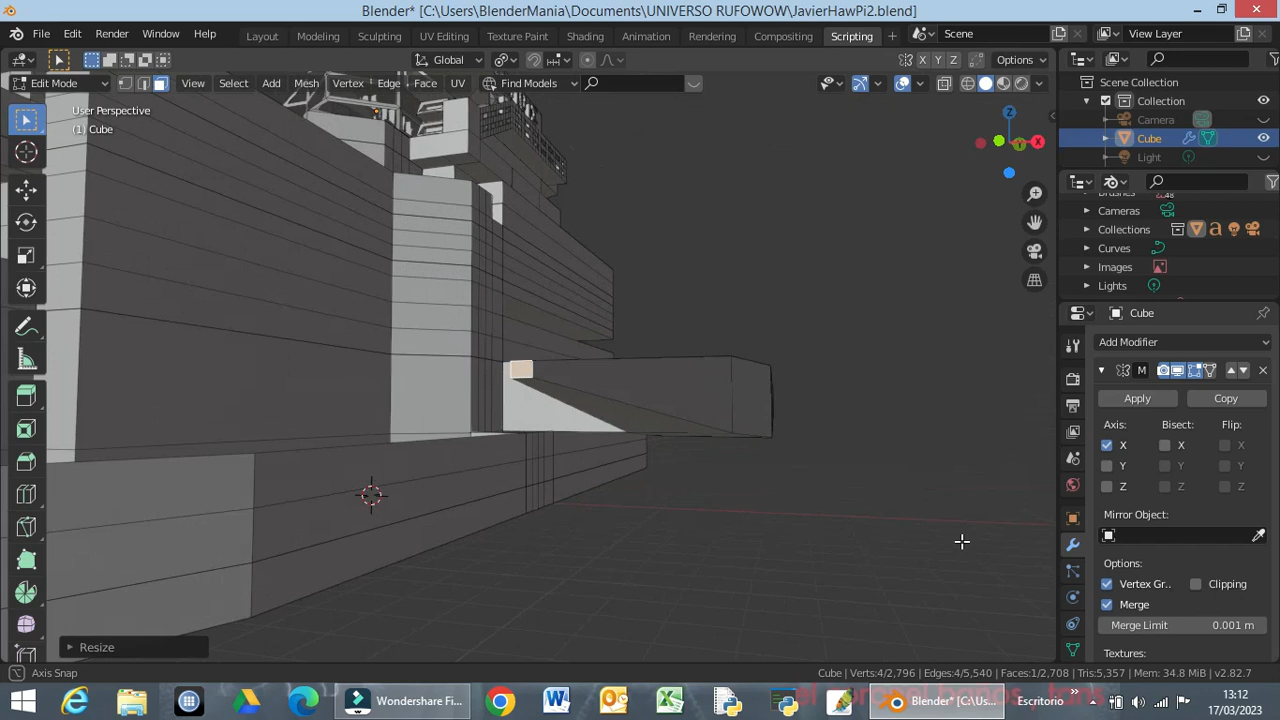 Blender* [C:\Users\BlenderMania\Documents\UNIVERSO RUFOWOW\JavierHawPi2.blend]
File Edit Render Window Help Layout Modeling Sculpting UV Editing Texture Paint Shading Animation Rendering Compositing Scripting Scene View Layer
Global X Y Z Options
Edit Mode View Select Add Mesh Vertex Edge Face UV Find Models
User Perspective
(1) Cube
Z
X
Y
Scene Collection
Collection
Camera
Cube
Light
Brushes 48
Cameras
Collections
Curves
Images
Lights
Cube
Add Modifier
M
Apply Copy
Axis: Bisect: Flip:
X X X
Y Y Y
Z Z Z
Mirror Object:
Options:
Vertex Gr.. Clipping
Merge
Merge Limit 0.001 m
Textures:
Resize
Axis Snap
Cube | Verts:4/2,796 | Edges:4/5,540 | Faces:1/2,708 | Tris:5,357 | Mem: 34.8 MiB | v2.82.7
Wondershare Fi...
Blender* [C:\Us...
Escritorio
13:12
17/03/2023